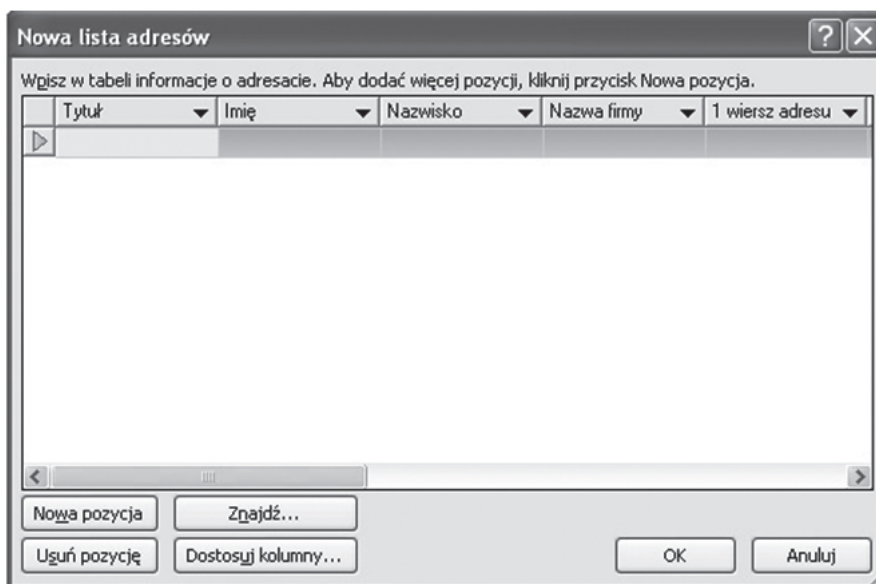 Nowa lista adresów
Wpisz w tabeli informacje o adresacie. Aby dodać więcej pozycji, kliknij przycisk Nowa pozycja.
Tytuł Imię Nazwisko Nazwa firmy 1 wiersz adresu
Nowa pozycja Znajdź...
Usuń pozycję Dostosuj kolumny... OK Anuluj